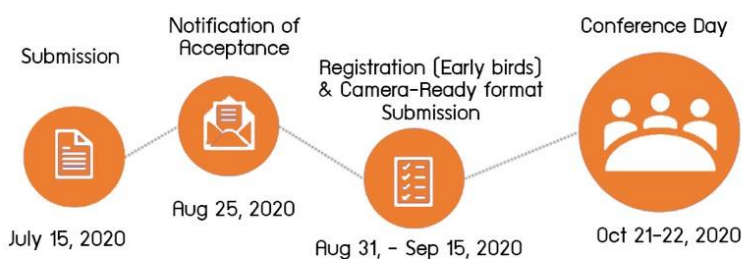 Submission
July 15, 2020
Notification of
Acceptance
Aug 25, 2020
Registration (Early birds)
& Camera-Ready format
Submission
Aug 31, - Sep 15, 2020
Conference Day
Oct 21-22, 2020